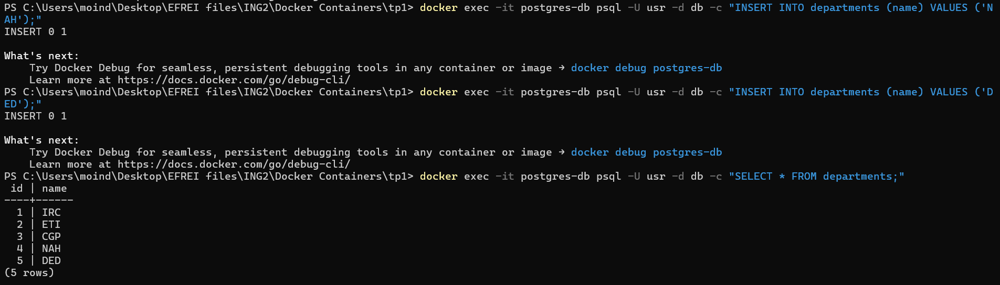 PS C:\Users\moind\Desktop\EFREI files\ING2\Docker Containers\tp1> docker exec -it postgres-db psql -U usr -d db -c "INSERT INTO departments (name) VALUES ('N
AH');"
INSERT 0 1
What's next:
Try Docker Debug for seamless, persistent debugging tools in any container or image → docker debug postgres-db
Learn more at https://docs.docker.com/go/debug-cli/
PS C:\Users\moind\Desktop\EFREI files\ING2\Docker Containers\tp1> docker exec -it postgres-db psql -U usr -d db -c "INSERT INTO departments (name) VALUES ('D
ED');"
INSERT 0 1
What's next:
Try Docker Debug for seamless, persistent debugging tools in any container or image → docker debug postgres-db
Learn more at https://docs.docker.com/go/debug-cli/
PS C:\Users\moind\Desktop\EFREI files\ING2\Docker Containers\tp1> docker exec -it postgres-db psql -U usr -d db -c "SELECT * FROM departments;"
id | name
----+------
1 | IRC
2 | ETI
3 | CGP
4 | NAH
5 | DED
(5 rows)